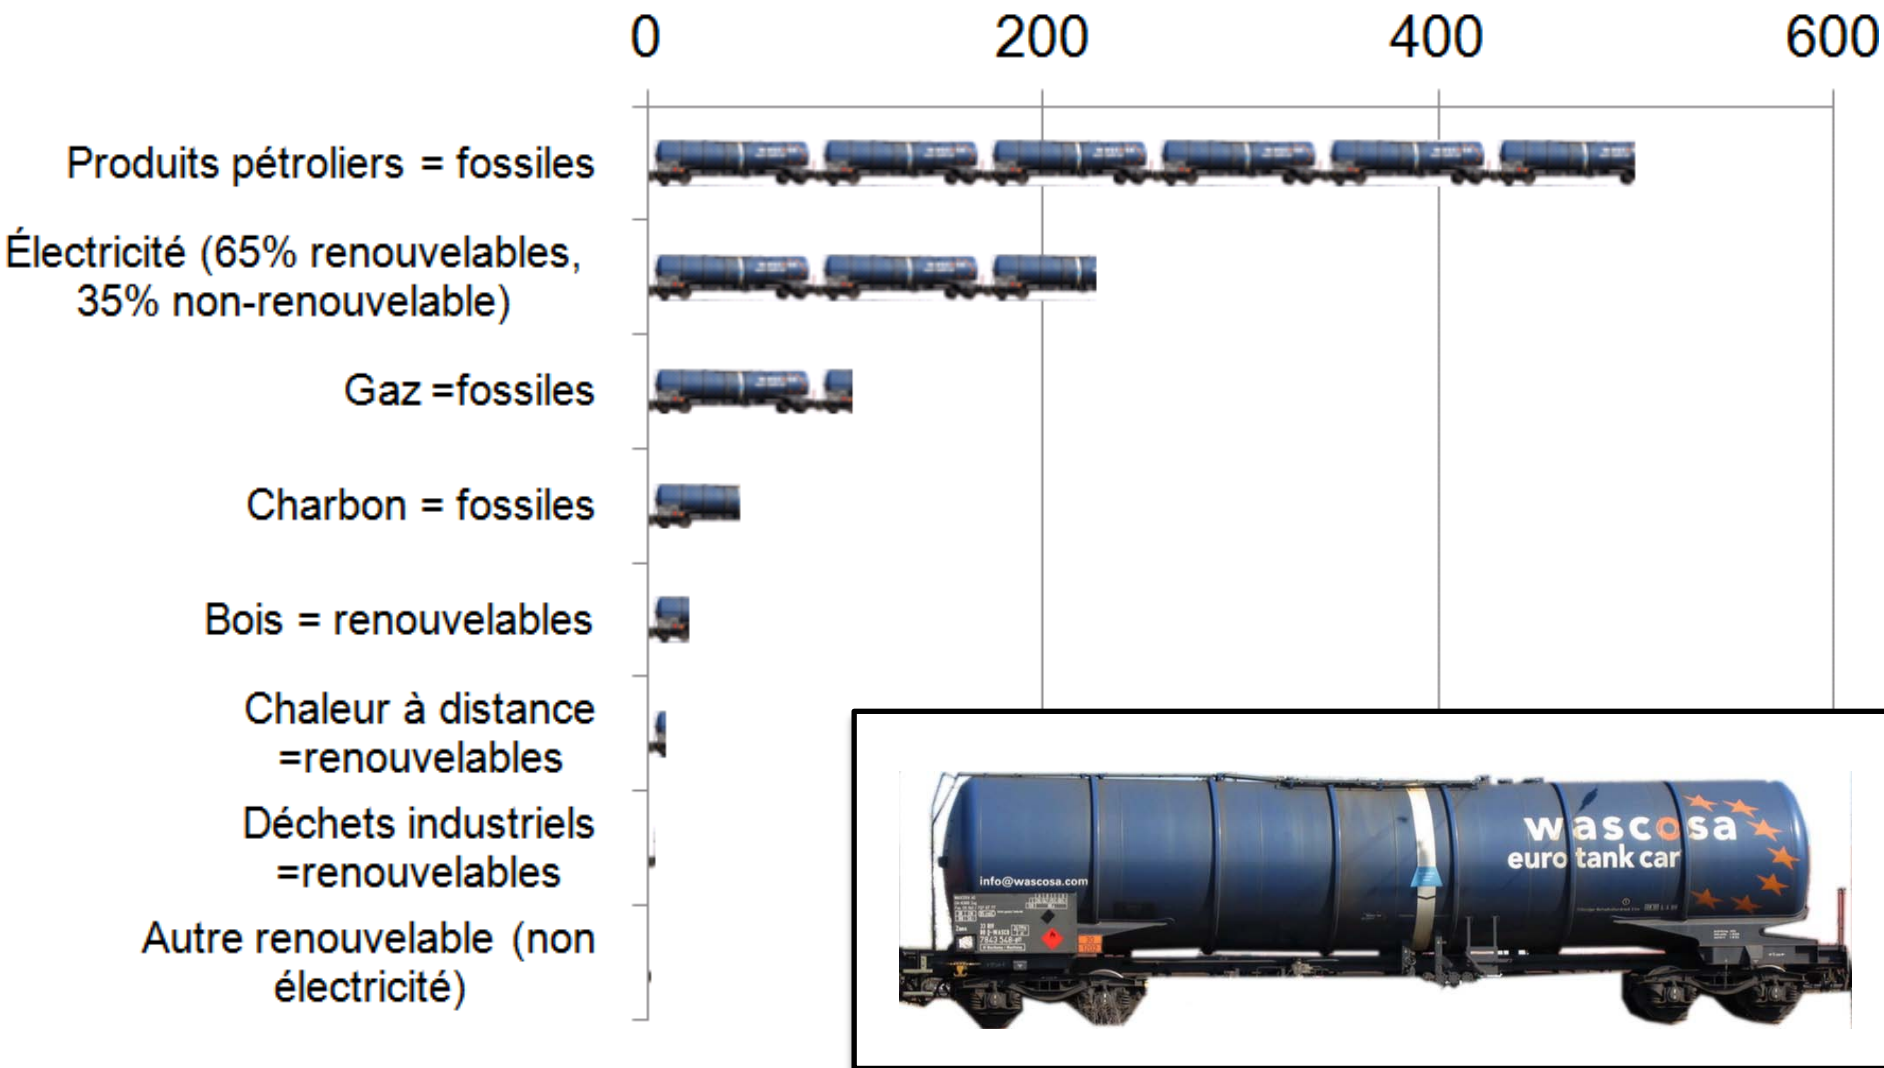 0 200 400 600
Produits pétroliers = fossiles
Électricité (65% renouvelables,
35% non-renouvelable)
Gaz =fossiles
Charbon = fossiles
Bois = renouvelables
Chaleur à distance
=renouvelables
Déchets industriels
=renouvelables
Autre renouvelable (non
électricité)
wascosa
euro tank car
info@wascosa.com